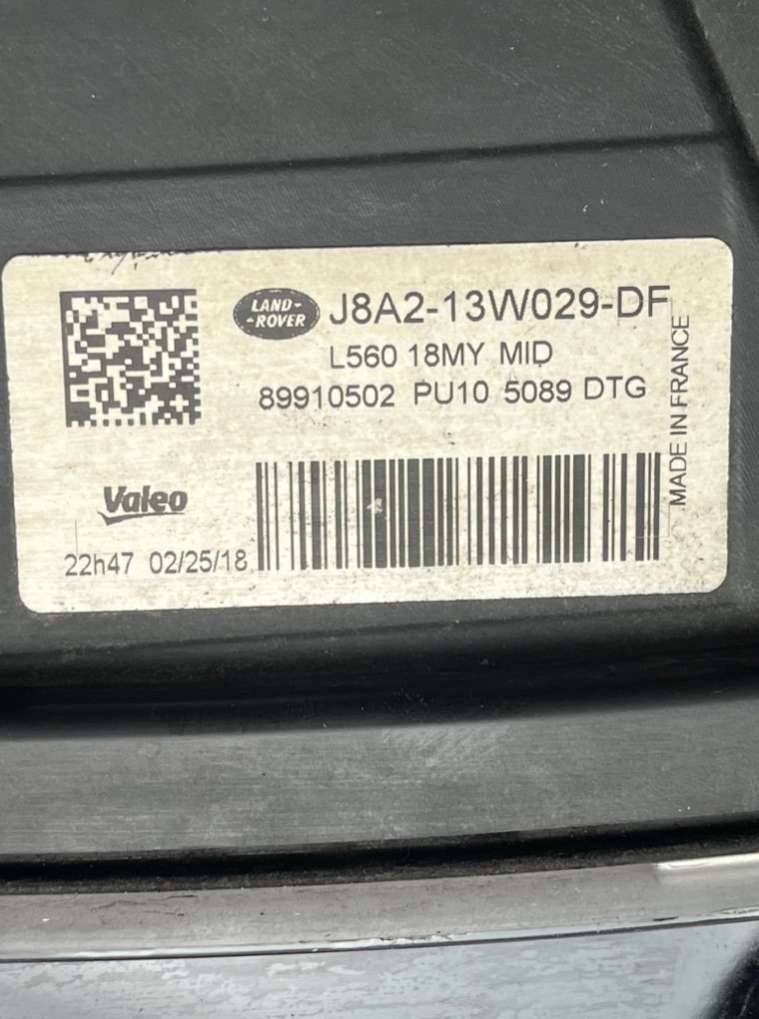 LAND-
-ROVER
J8A2-13W029-DF
L560 18MY MID
89910502 PU10 5089 DTG
MADE IN FRANCE
Valeo
22h47 02/25/18